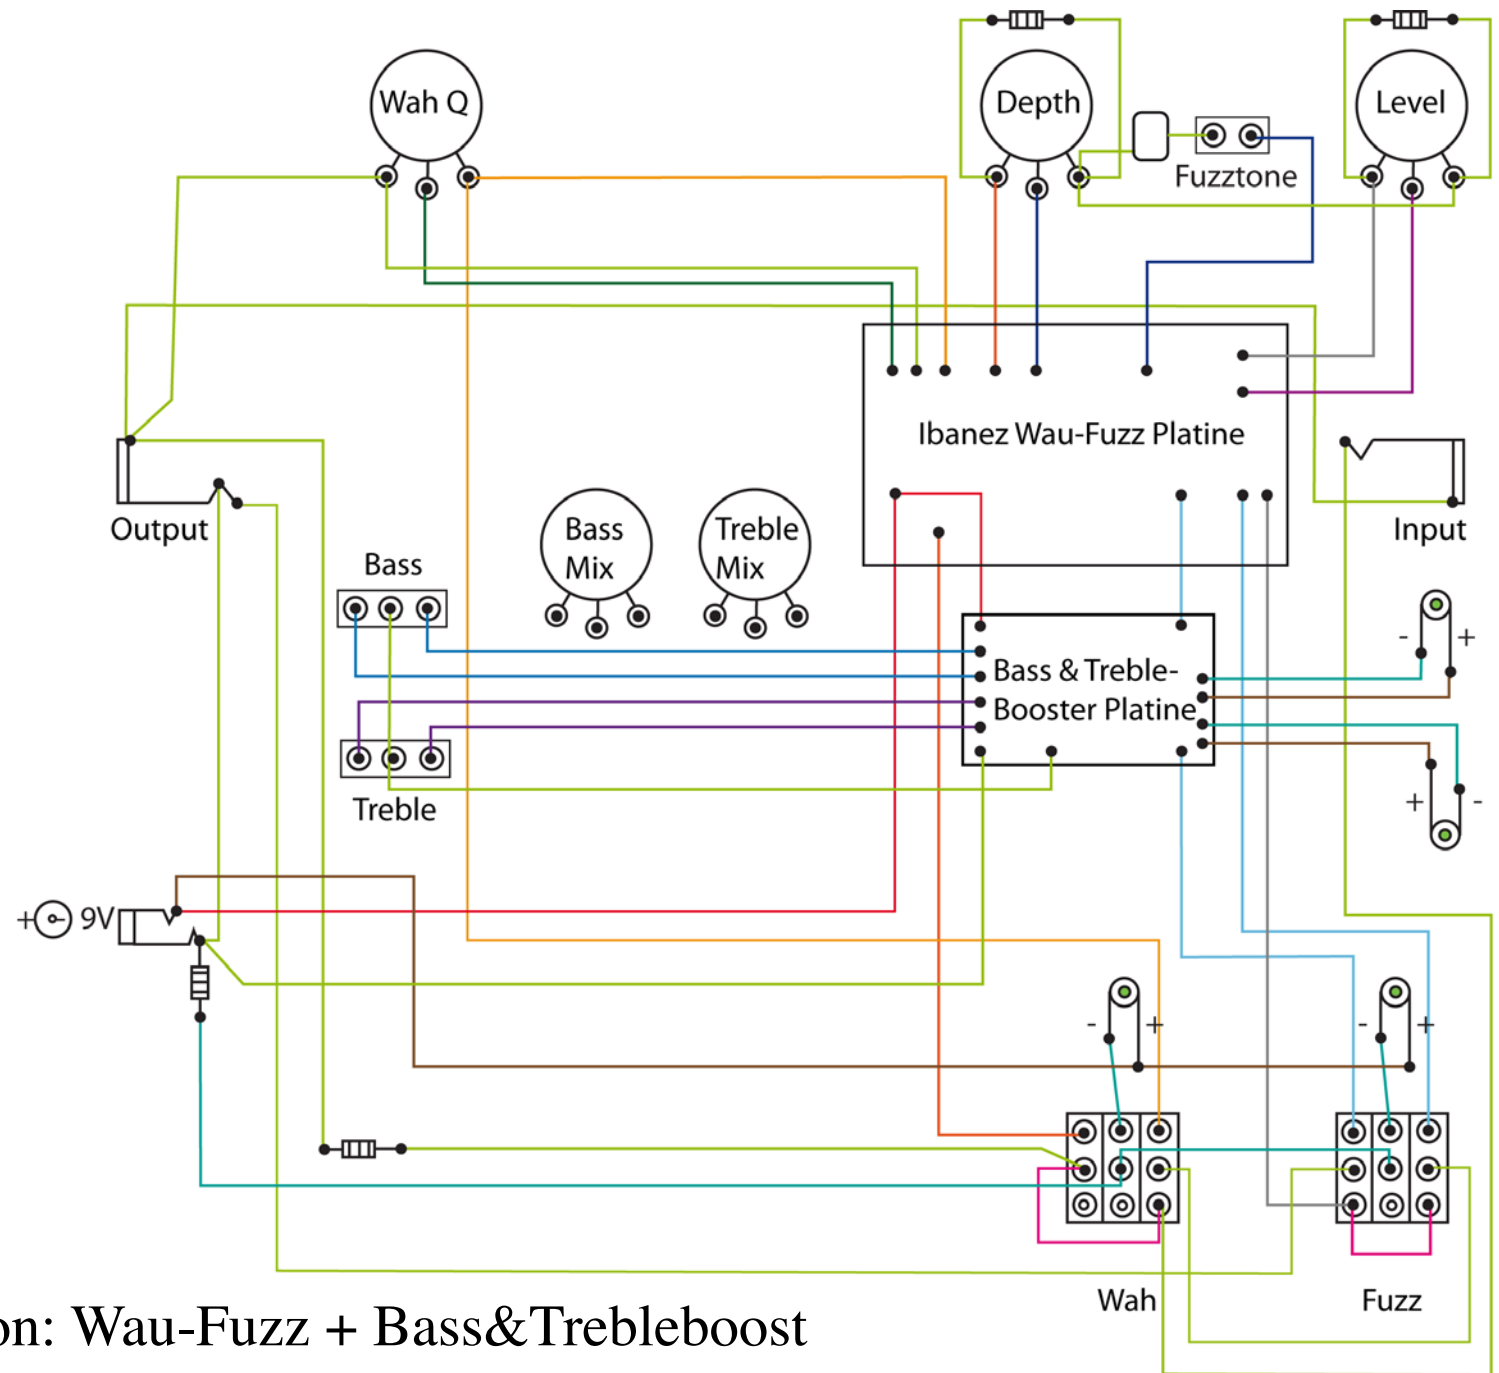 Wah Q
Depth
Level
Fuzztone
Ibanez Wau-Fuzz Platine
Output
Input
Bass
Mix
Treble
Mix
Bass
- +
Bass & Treble-
Booster Platine
Treble
+ -
+ - 9V
- +
- +
Wah
Fuzz
on: Wau-Fuzz + Bass&Trebleboost